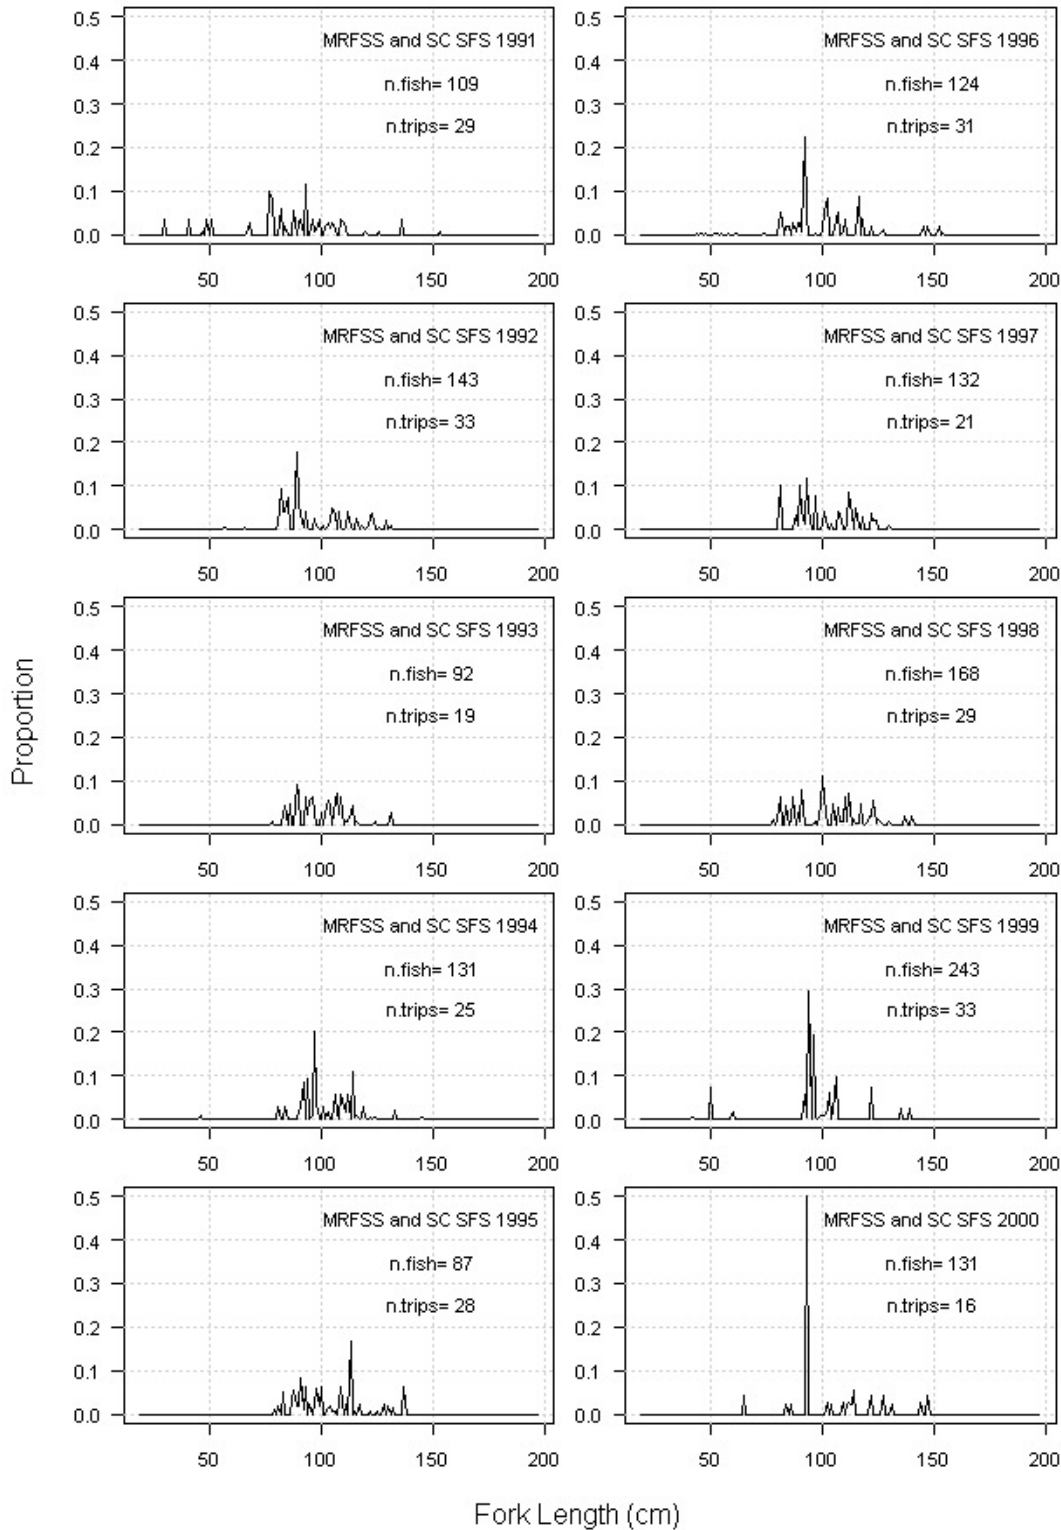 Proportion
0.5
MRFSS and SC SFS 1991
0.4
n.fish= 109
0.3
n.trips= 29
0.2
0.1
0.0
50 100 150 200
0.5
MRFSS and SC SFS 1996
0.4
n.fish= 124
0.3
n.trips= 31
0.2
0.1
0.0
50 100 150 200
0.5
MRFSS and SC SFS 1992
0.4
n.fish= 143
0.3
n.trips= 33
0.2
0.1
0.0
50 100 150 200
0.5
MRFSS and SC SFS 1997
0.4
n.fish= 132
0.3
n.trips= 21
0.2
0.1
0.0
50 100 150 200
0.5
MRFSS and SC SFS 1993
0.4
n.fish= 92
0.3
n.trips= 19
0.2
0.1
0.0
50 100 150 200
0.5
MRFSS and SC SFS 1998
0.4
n.fish= 168
0.3
n.trips= 29
0.2
0.1
0.0
50 100 150 200
0.5
MRFSS and SC SFS 1994
0.4
n.fish= 131
0.3
n.trips= 25
0.2
0.1
0.0
50 100 150 200
0.5
MRFSS and SC SFS 1999
0.4
n.fish= 243
0.3
n.trips= 33
0.2
0.1
0.0
50 100 150 200
0.5
MRFSS and SC SFS 1995
0.4
n.fish= 87
0.3
n.trips= 28
0.2
0.1
0.0
50 100 150 200
0.5
MRFSS and SC SFS 2000
0.4
n.fish= 131
0.3
n.trips= 16
0.2
0.1
0.0
50 100 150 200
Fork Length (cm)